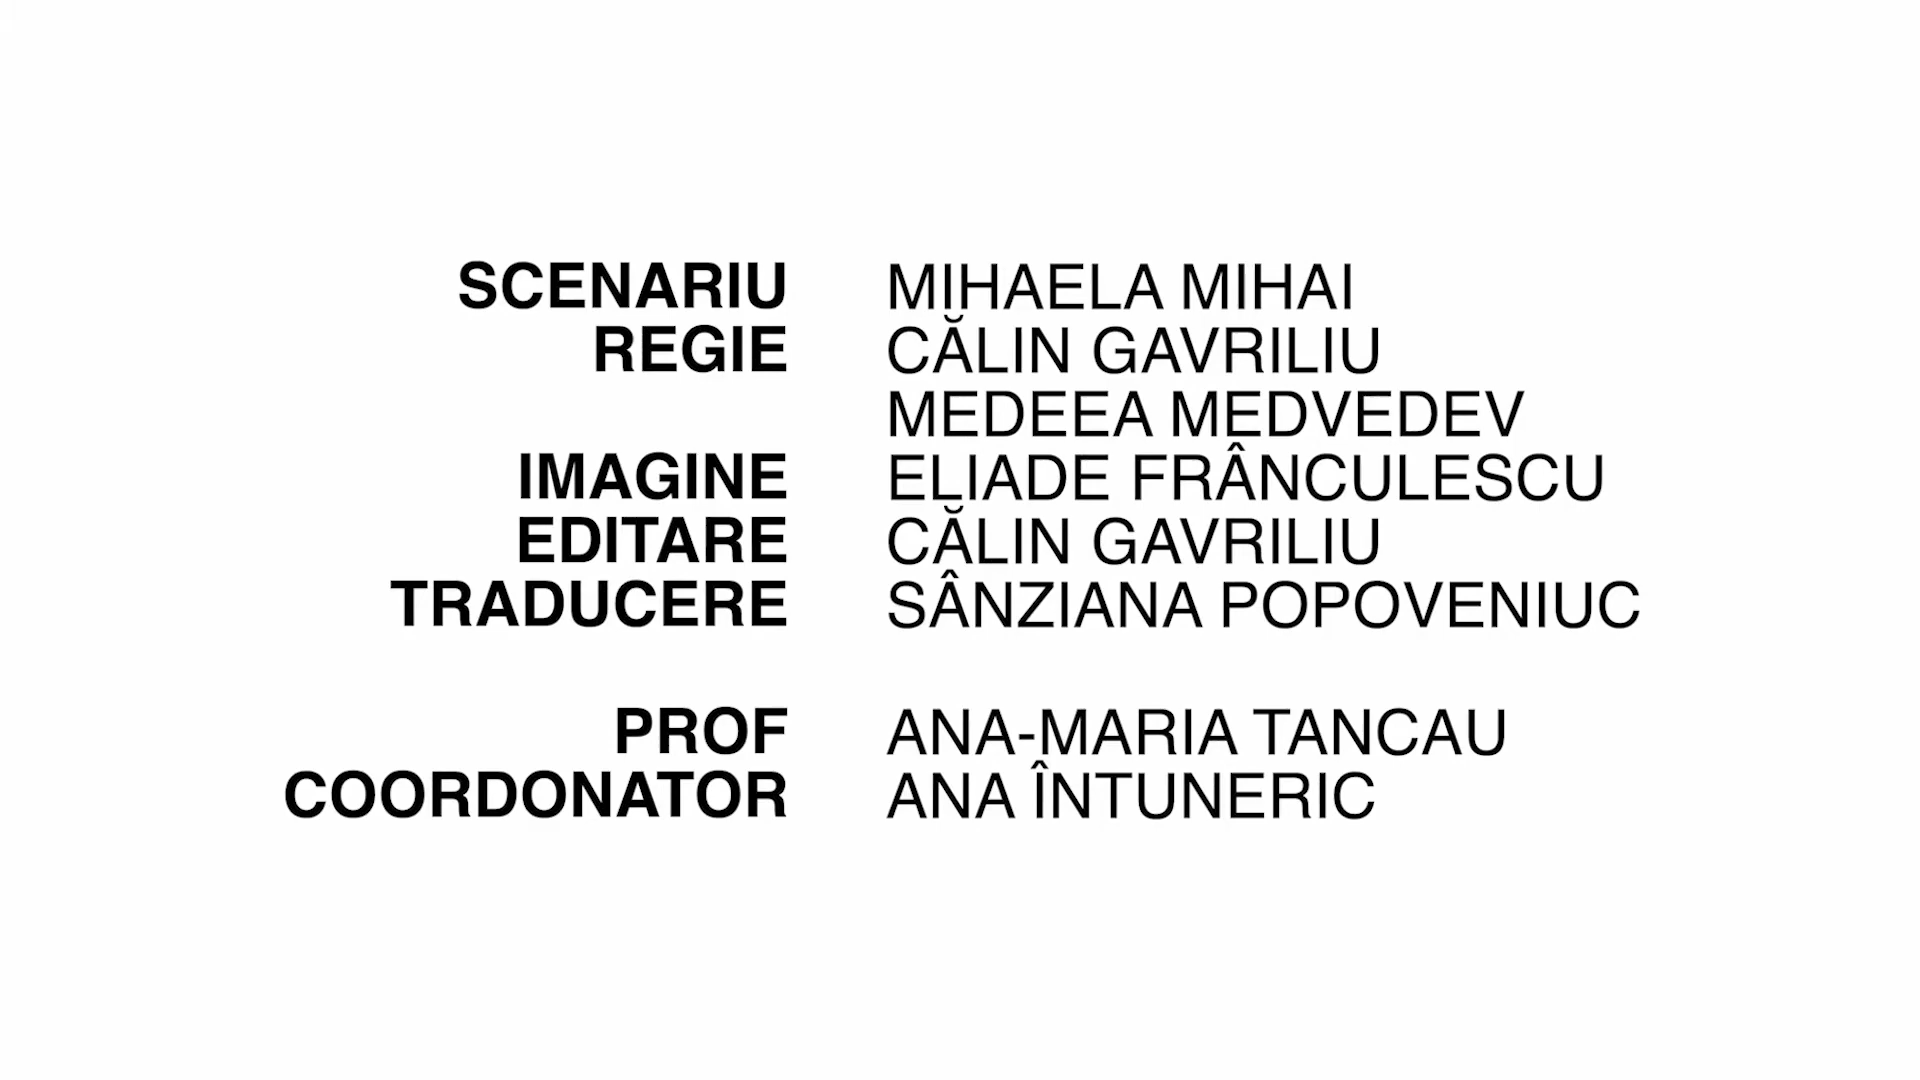 SCENARIU MIHAELA MIHAI
REGIE CĂLIN GAVRILIU
MEDEEA MEDVEDEV
IMAGINE ELIADE FRÂNCULESCU
EDITARE CĂLIN GAVRILIU
TRADUCERE SÂNZIANA POPOVENIUC
PROF ANA-MARIA TANCAU
COORDONATOR ANA ÎNTUNERIC